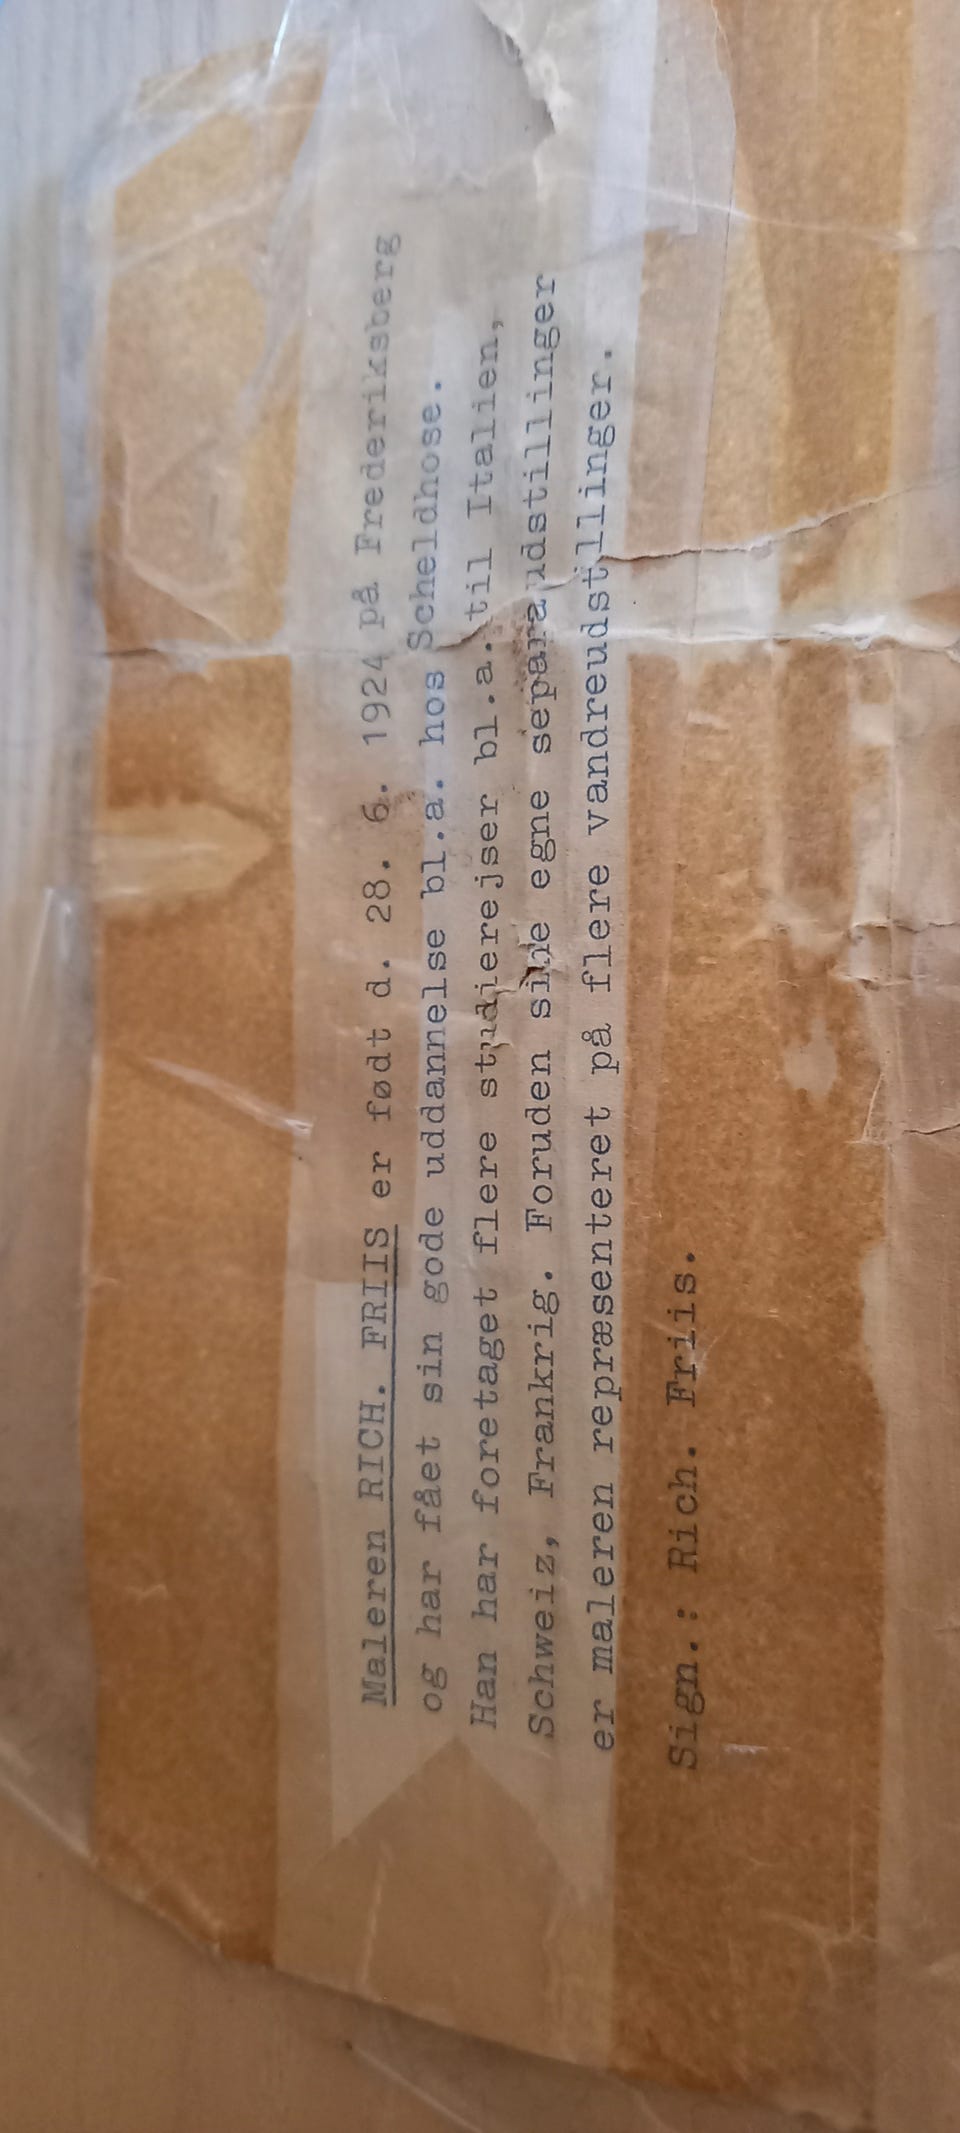 Maleren RICH. FRIIS er født d. 28. 6. 1924 på Frederiksberg
og har fået sin gode uddannelse bl.a. hos Scheldhose.
Han har foretaget flere studierejser bl.a. til Italien,
Schweiz, Frankrig. Foruden sine egne separaudstillinger
er maleren repræsenteret på flere vandreudstillinger.
Sign.: Rich. Friis.